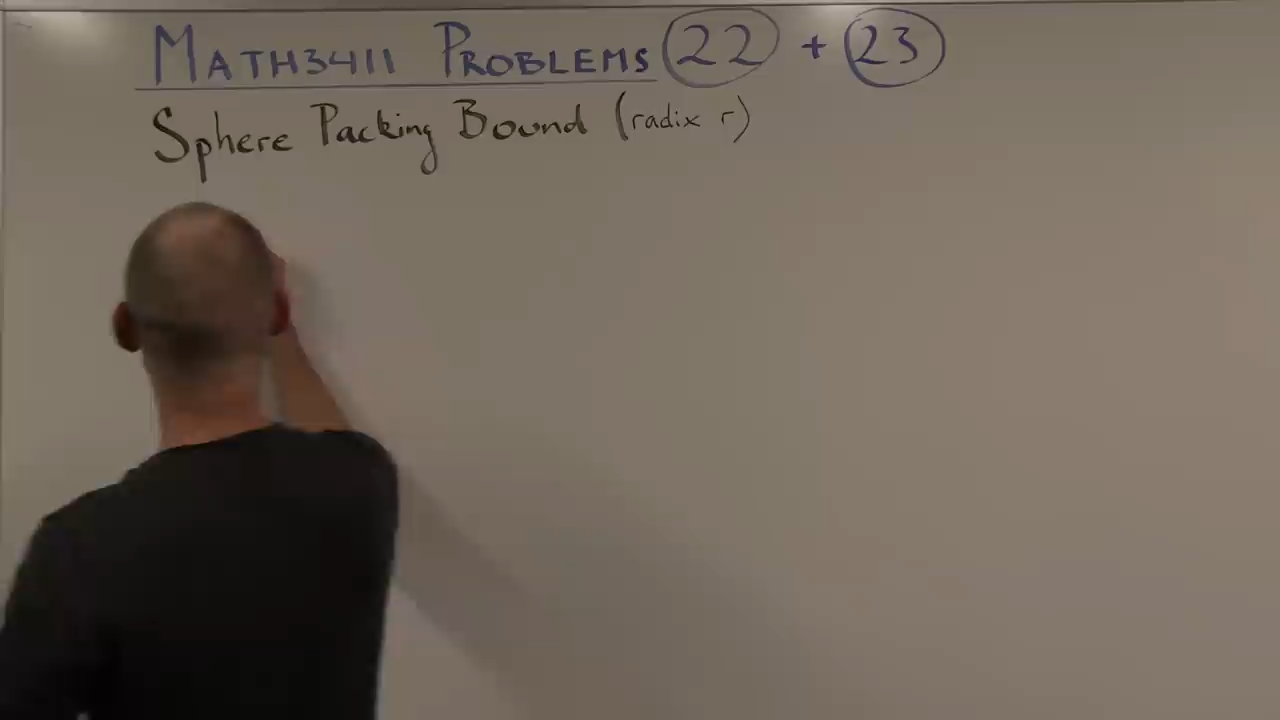 MATH3411 PROBLEMS 22 + 23
Sphere Packing Bound (radix r)